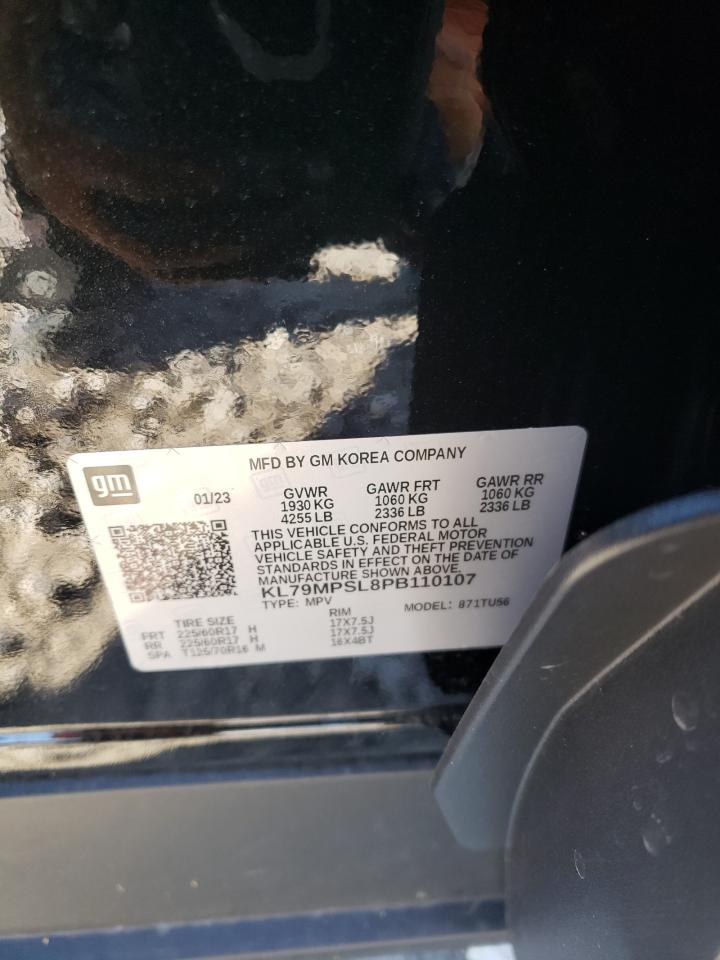 MFD BY GM KOREA COMPANY
gm
01/23
GVWR GAWR FRT GAWR RR
1930 KG 1060 KG 1060 KG
4255 LB 2336 LB 2336 LB
THIS VEHICLE CONFORMS TO ALL
APPLICABLE U.S. FEDERAL MOTOR
VEHICLE SAFETY AND THEFT PREVENTION
STANDARDS IN EFFECT ON THE DATE OF
MANUFACTURE SHOWN ABOVE.
KL79MPSL8PB110107
TYPE: MPV MODEL: 871TU56
TIRE SIZE RIM
FRT 225/60R17 H 17X7.5J
RR 225/60R17 H 17X7.5J
SPA T125/70R16 M 16X4BT